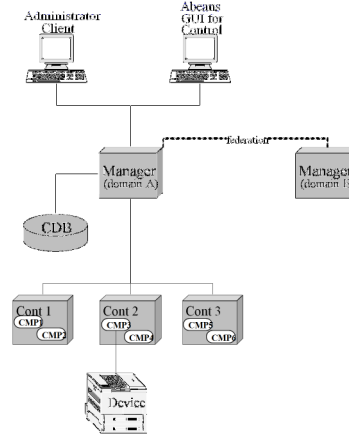 Administrator
Client
Abeans
GUI for
Control
federation
Manager
(domain A)
Manager
(domain B
CDB
Cont 1
CMP1
CMP2
Cont 2
CMP3
CMP4
Cont 3
CMP5
CMP6
Device